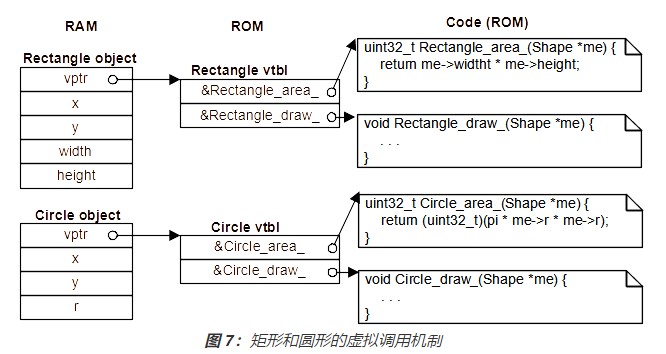 RAM
ROM
Code (ROM)
Rectangle object
vptr
x
y
width
height
Rectangle vtbl
&Rectangle_area_
&Rectangle_draw_
uint32_t Rectangle_area_(Shape *me) {
return me->widtht * me->height;
}
void Rectangle_draw_(Shape *me) {
. . .
}
Circle object
vptr
x
y
r
Circle vtbl
&Circle_area_
&Circle_draw_
uint32_t Circle_area_(Shape *me) {
return (uint32_t)(pi * me->r * me->r);
}
void Circle_draw_(Shape *me) {
. . .
}
图 7：矩形和圆形的虚拟调用机制